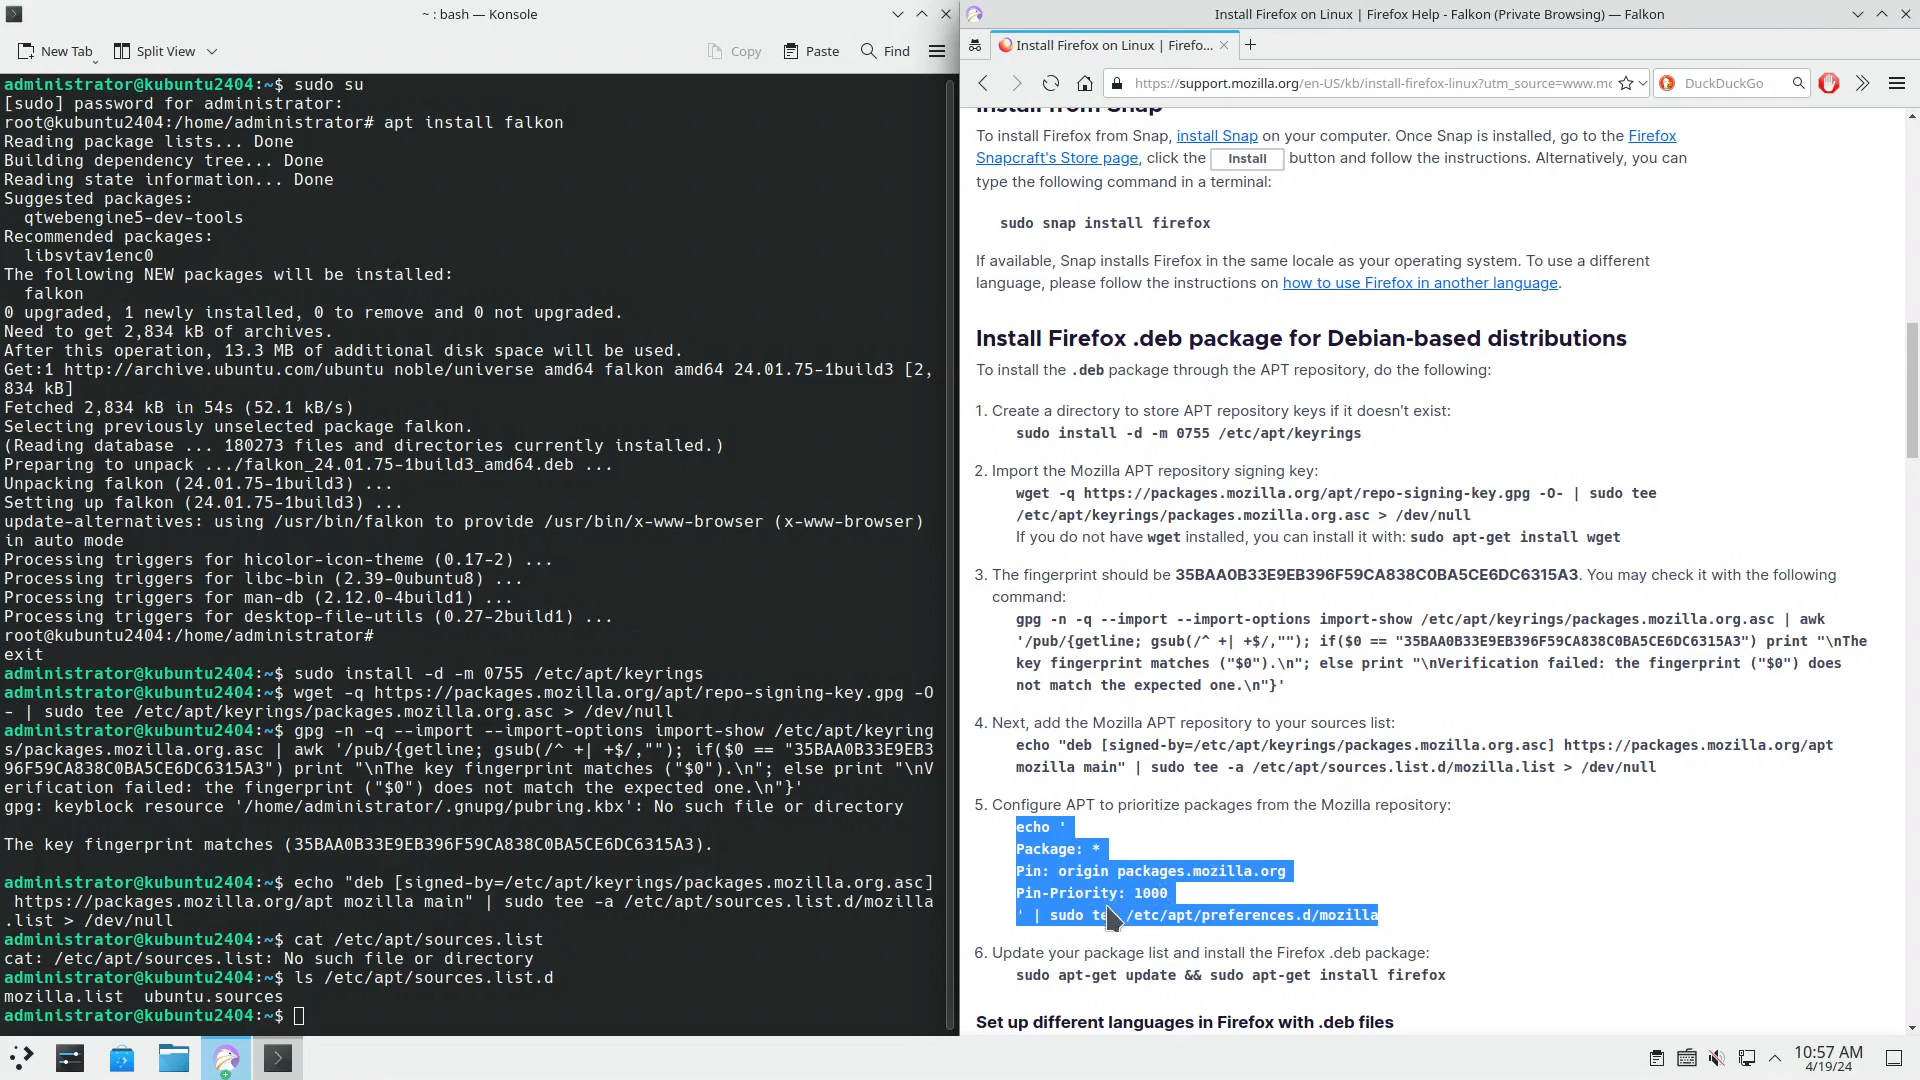 ~ : bash — Konsole
New Tab
Split View
Copy
Paste
Find
administrator@kubuntu2404:~$ sudo su
[sudo] password for administrator:
root@kubuntu2404:/home/administrator# apt install falkon
Reading package lists... Done
Building dependency tree... Done
Reading state information... Done
Suggested packages:
  qtwebengine5-dev-tools
Recommended packages:
  libsvtav1enc0
The following NEW packages will be installed:
  falkon
0 upgraded, 1 newly installed, 0 to remove and 0 not upgraded.
Need to get 2,834 kB of archives.
After this operation, 13.3 MB of additional disk space will be used.
Get:1 http://archive.ubuntu.com/ubuntu noble/universe amd64 falkon amd64 24.01.75-1build3 [2,
834 kB]
Fetched 2,834 kB in 54s (52.1 kB/s)
Selecting previously unselected package falkon.
(Reading database ... 180273 files and directories currently installed.)
Preparing to unpack .../falkon_24.01.75-1build3_amd64.deb ...
Unpacking falkon (24.01.75-1build3) ...
Setting up falkon (24.01.75-1build3) ...
update-alternatives: using /usr/bin/falkon to provide /usr/bin/x-www-browser (x-www-browser)
in auto mode
Processing triggers for hicolor-icon-theme (0.17-2) ...
Processing triggers for libc-bin (2.39-0ubuntu8) ...
Processing triggers for man-db (2.12.0-4build1) ...
Processing triggers for desktop-file-utils (0.27-2build1) ...
root@kubuntu2404:/home/administrator#
exit
administrator@kubuntu2404:~$ sudo install -d -m 0755 /etc/apt/keyrings
administrator@kubuntu2404:~$ wget -q https://packages.mozilla.org/apt/repo-signing-key.gpg -O
- | sudo tee /etc/apt/keyrings/packages.mozilla.org.asc > /dev/null
administrator@kubuntu2404:~$ gpg -n -q --import --import-options import-show /etc/apt/keyring
s/packages.mozilla.org.asc | awk '/pub/{getline; gsub(/^ +| +$/,""); if($0 == "35BAA0B33E9EB3
96F59CA838C0BA5CE6DC6315A3") print "\nThe key fingerprint matches ("$0").\n"; else print "\nV
erification failed: the fingerprint ("$0") does not match the expected one.\n"}'
gpg: keyblock resource '/home/administrator/.gnupg/pubring.kbx': No such file or directory
The key fingerprint matches (35BAA0B33E9EB396F59CA838C0BA5CE6DC6315A3).
administrator@kubuntu2404:~$ echo "deb [signed-by=/etc/apt/keyrings/packages.mozilla.org.asc]
 https://packages.mozilla.org/apt mozilla main" | sudo tee -a /etc/apt/sources.list.d/mozilla
.list > /dev/null
administrator@kubuntu2404:~$ cat /etc/apt/sources.list
cat: /etc/apt/sources.list: No such file or directory
administrator@kubuntu2404:~$ ls /etc/apt/sources.list.d
mozilla.list  ubuntu.sources
administrator@kubuntu2404:~$
Install Firefox on Linux | Firefox Help - Falkon (Private Browsing) — Falkon
Install Firefox on Linux | Firefo...
https://support.mozilla.org/en-US/kb/install-firefox-linux?utm_source=www.mo
DuckDuckGo
Install from Snap
To install Firefox from Snap, install Snap on your computer. Once Snap is installed, go to the Firefox
Snapcraft's Store page, click the Install button and follow the instructions. Alternatively, you can
type the following command in a terminal:
sudo snap install firefox
If available, Snap installs Firefox in the same locale as your operating system. To use a different
language, please follow the instructions on how to use Firefox in another language.
Install Firefox .deb package for Debian-based distributions
To install the .deb package through the APT repository, do the following:
1. Create a directory to store APT repository keys if it doesn't exist:
sudo install -d -m 0755 /etc/apt/keyrings
2. Import the Mozilla APT repository signing key:
wget -q https://packages.mozilla.org/apt/repo-signing-key.gpg -O- | sudo tee
/etc/apt/keyrings/packages.mozilla.org.asc > /dev/null
If you do not have wget installed, you can install it with: sudo apt-get install wget
3. The fingerprint should be 35BAA0B33E9EB396F59CA838C0BA5CE6DC6315A3. You may check it with the following
command:
gpg -n -q --import --import-options import-show /etc/apt/keyrings/packages.mozilla.org.asc | awk
'/pub/{getline; gsub(/^ +| +$/,""); if($0 == "35BAA0B33E9EB396F59CA838C0BA5CE6DC6315A3") print "\nThe
key fingerprint matches ("$0").\n"; else print "\nVerification failed: the fingerprint ("$0") does
not match the expected one.\n"}'
4. Next, add the Mozilla APT repository to your sources list:
echo "deb [signed-by=/etc/apt/keyrings/packages.mozilla.org.asc] https://packages.mozilla.org/apt
mozilla main" | sudo tee -a /etc/apt/sources.list.d/mozilla.list > /dev/null
5. Configure APT to prioritize packages from the Mozilla repository:
echo '
Package: *
Pin: origin packages.mozilla.org
Pin-Priority: 1000
' | sudo tee /etc/apt/preferences.d/mozilla
6. Update your package list and install the Firefox .deb package:
sudo apt-get update && sudo apt-get install firefox
Set up different languages in Firefox with .deb files
10:57 AM
4/19/24